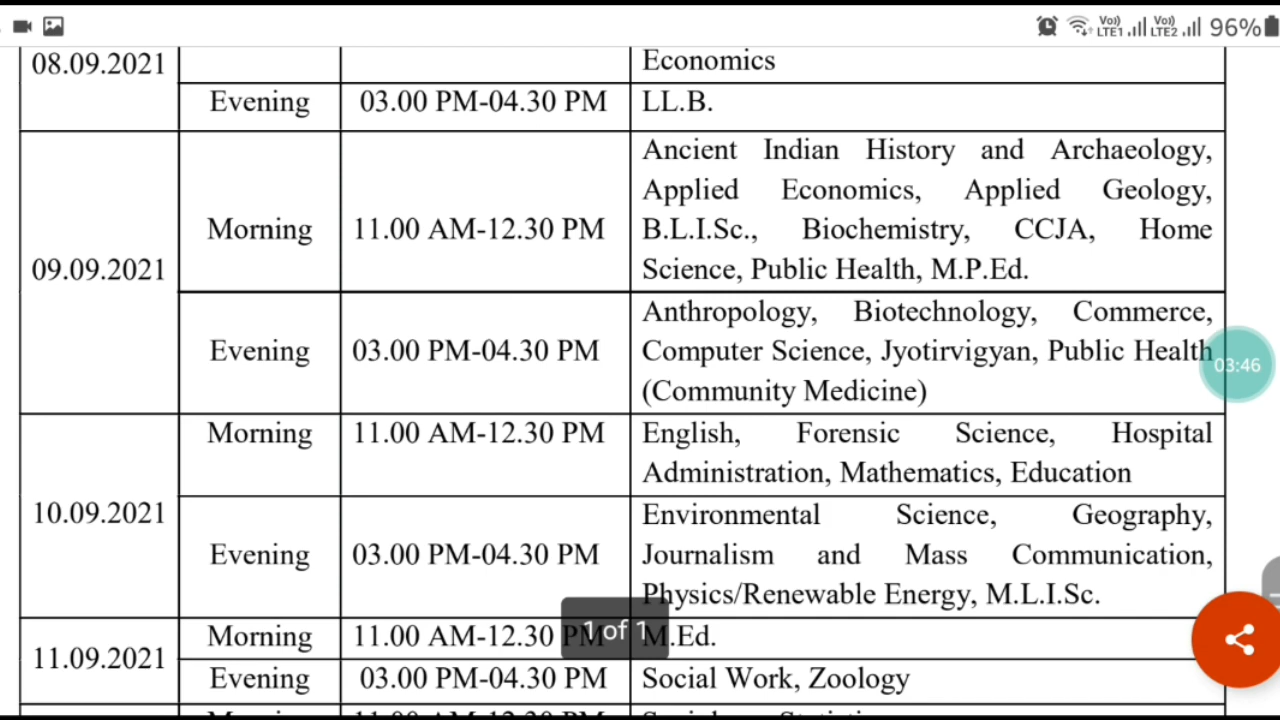 Vo)) Vo)) 96%
LTE1 LTE2
08.09.2021 Economics
Evening 03.00 PM-04.30 PM LL.B.
09.09.2021
Morning 11.00 AM-12.30 PM
Ancient Indian History and Archaeology,
Applied Economics, Applied Geology,
B.L.I.Sc., Biochemistry, CCJA, Home
Science, Public Health, M.P.Ed.
Evening 03.00 PM-04.30 PM
Anthropology, Biotechnology, Commerce,
Computer Science, Jyotirvigyan, Public Health
(Community Medicine)
03:46
10.09.2021
Morning 11.00 AM-12.30 PM English, Forensic Science, Hospital
Administration, Mathematics, Education
Evening 03.00 PM-04.30 PM
Environmental Science, Geography,
Journalism and Mass Communication,
Physics/Renewable Energy, M.L.I.Sc.
1 of 1
11.09.2021
Morning 11.00 AM-12.30 PM M.Ed.
Evening 03.00 PM-04.30 PM Social Work, Zoology